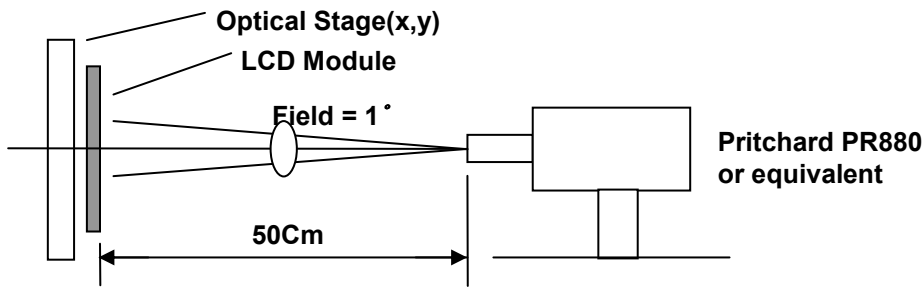 Optical Stage(x,y)
LCD Module
Field = 1˚
Pritchard PR880
or equivalent
50Cm